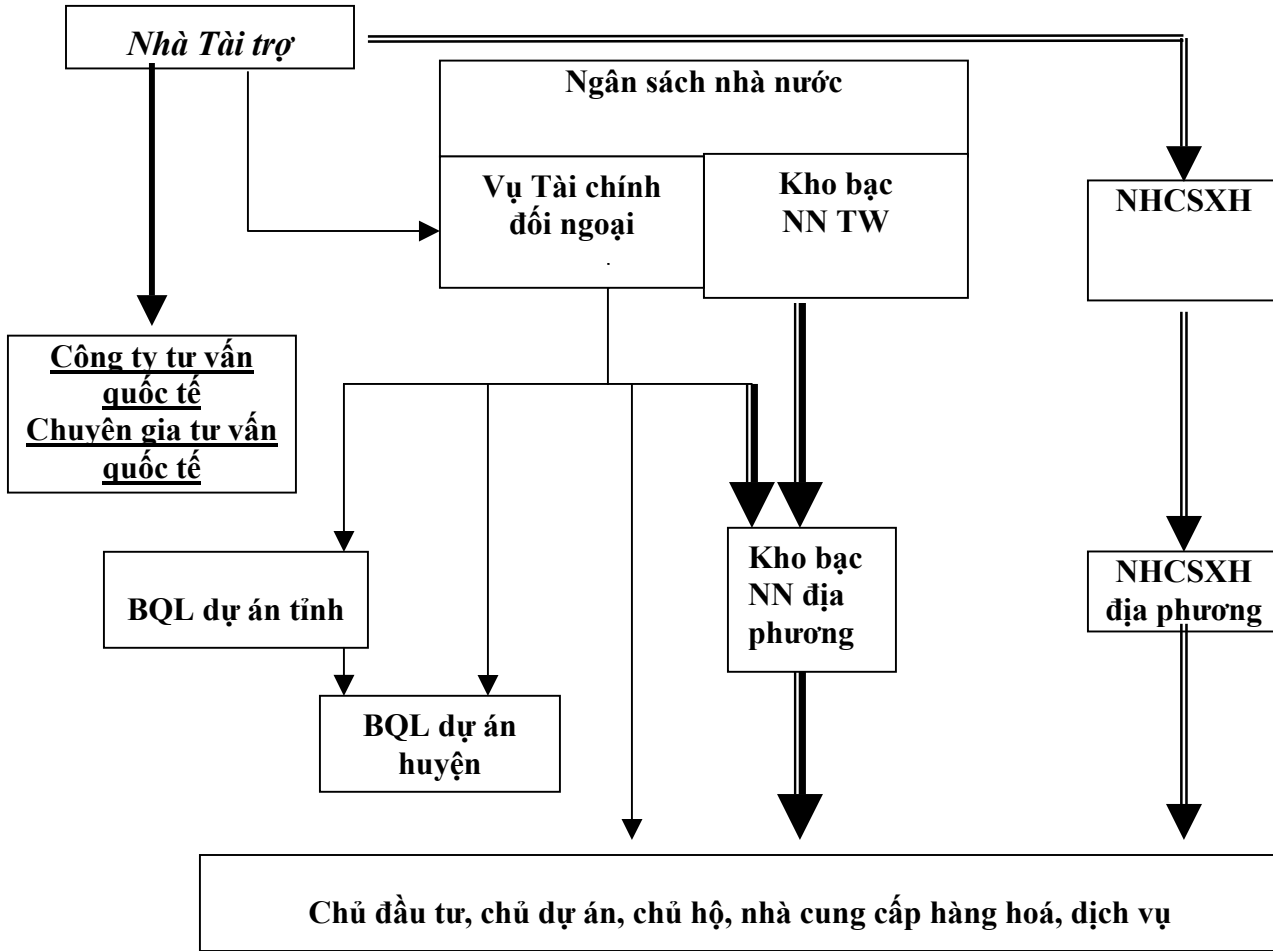 Nhà Tài trợ
Ngân sách nhà nước
Vụ Tài chính
đối ngoại
.
Kho bạc
NN TW
NHCSXH
Công ty tư vấn
quốc tế
Chuyên gia tư vấn
quốc tế
BQL dự án tỉnh
Kho bạc
NN địa
phương
NHCSXH
địa phương
BQL dự án
huyện
Chủ đầu tư, chủ dự án, chủ hộ, nhà cung cấp hàng hoá, dịch vụ